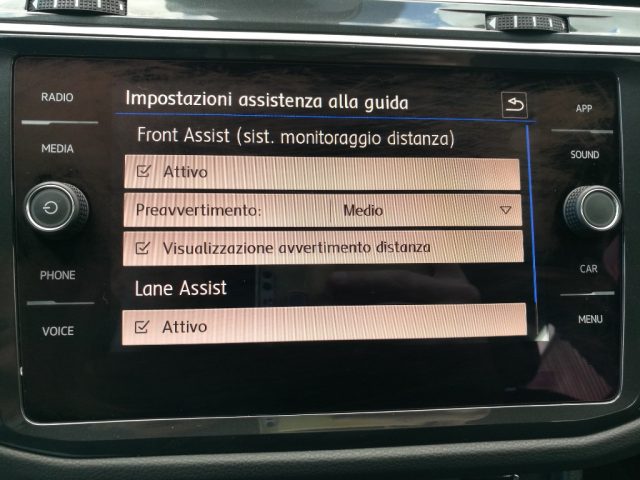 Impostazioni assistenza alla guida
Front Assist (sist. monitoraggio distanza)
Attivo
Preavvertimento: Medio
Visualizzazione avvertimento distanza
Lane Assist
Attivo
RADIO
MEDIA
PHONE
VOICE
APP
SOUND
CAR
MENU